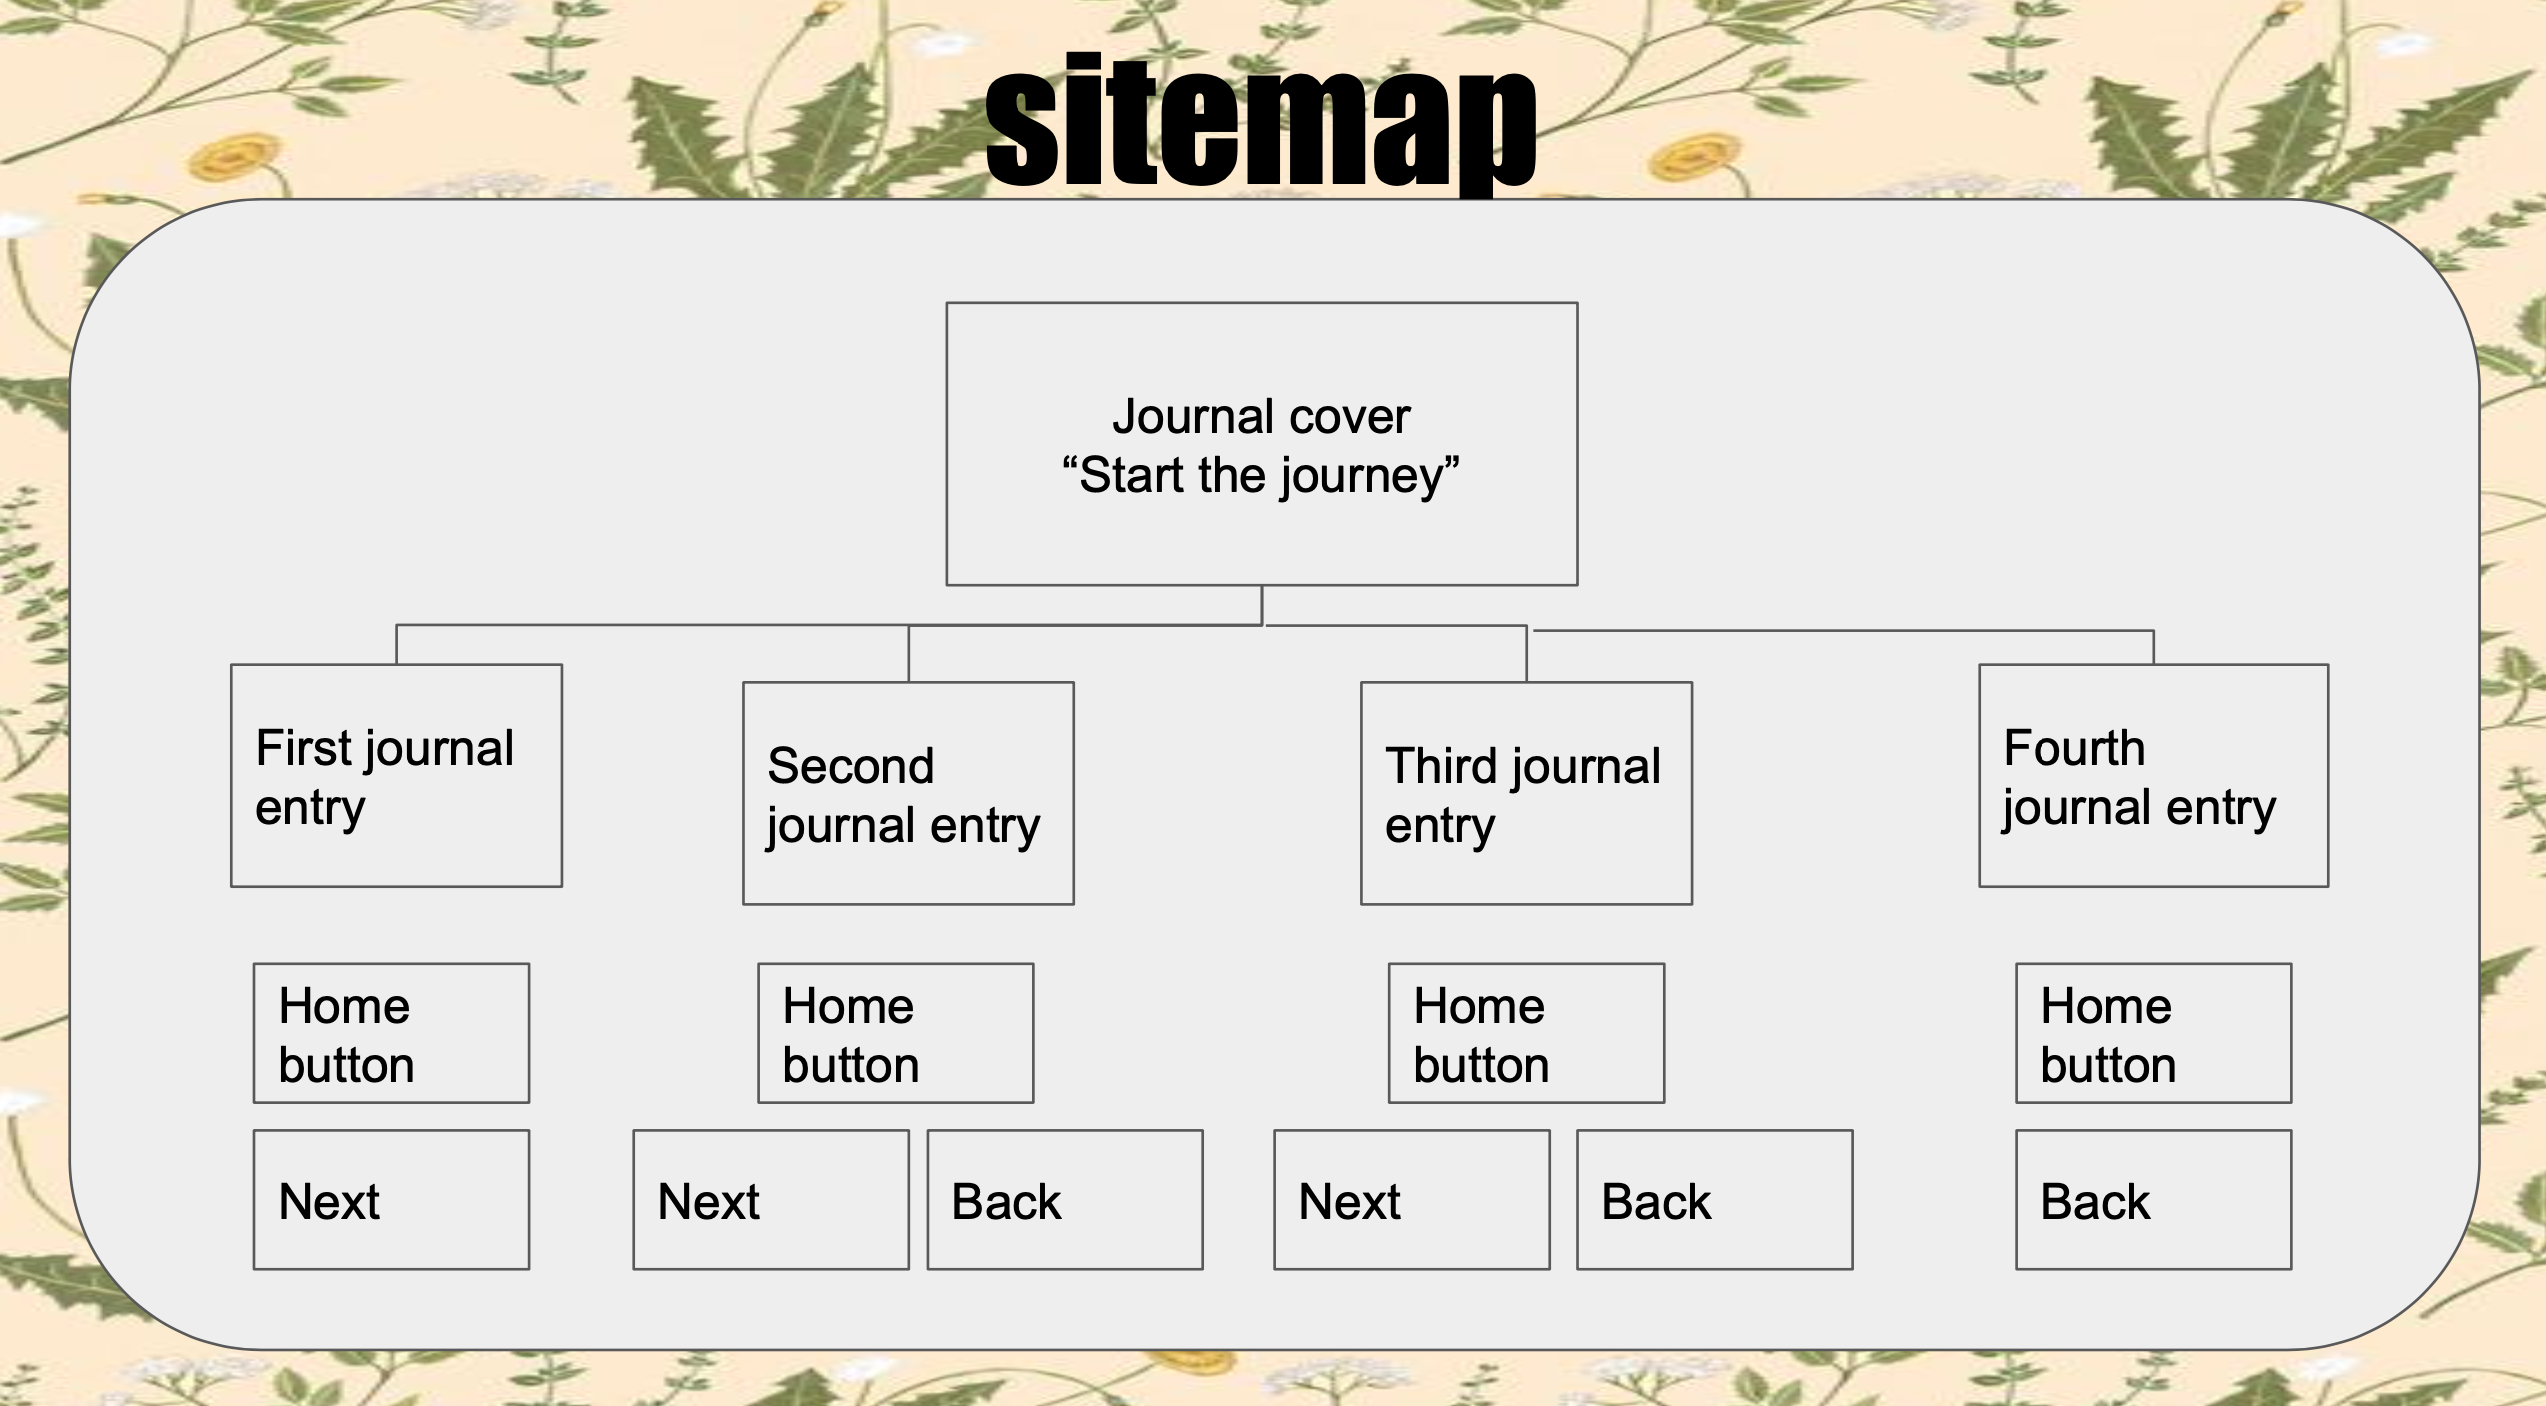 sitemap
Journal cover
“Start the journey”
First journal
entry
Second
journal entry
Third journal
entry
Fourth
journal entry
Home
button
Home
button
Home
button
Home
button
Next
Next
Back
Next
Back
Back